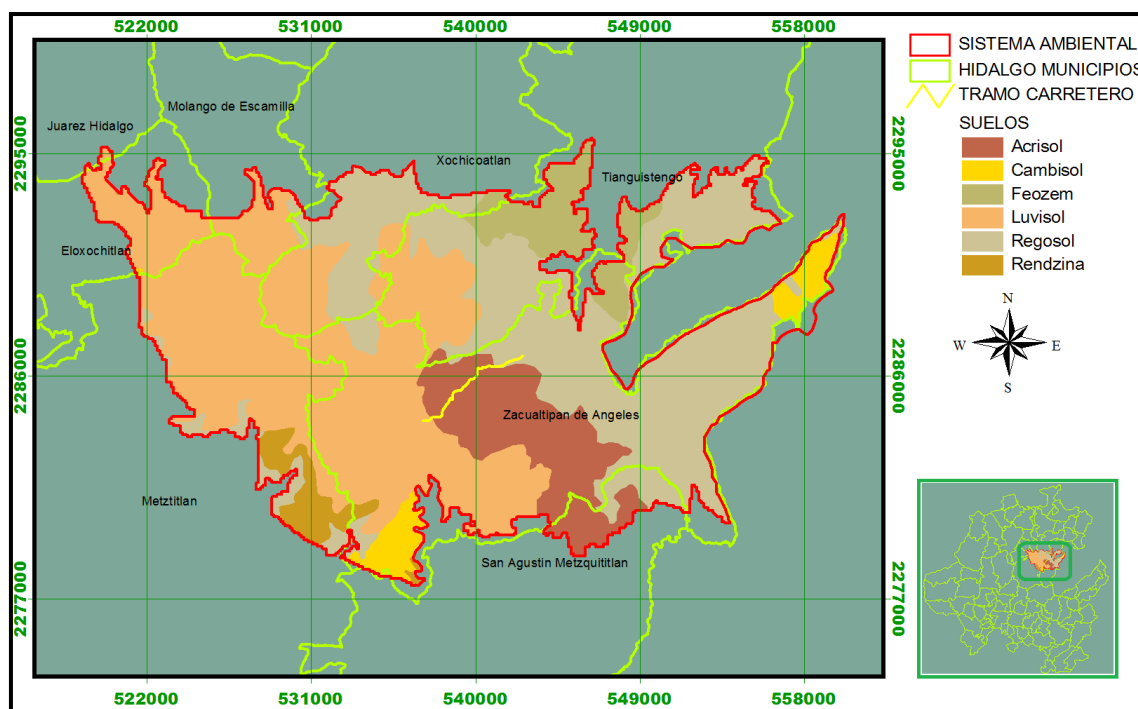 522000 531000 540000 549000 558000
SISTEMA AMBIENTAL
HIDALGO MUNICIPIOS
TRAMO CARRETERO
SUELOS
Acrisol
Cambisol
Feozem
Luvisol
Regosol
Rendzina
Molango de Escamilla
Juarez Hidalgo
Xochicoatlan
Tianguistengo
Eloxochitlan
Zacualtipan de Angeles
Metztitlan
San Agustin Metzquititlan
2295000
2286000
2277000
2295000
2286000
2277000
N
W E
S
522000 531000 540000 549000 558000